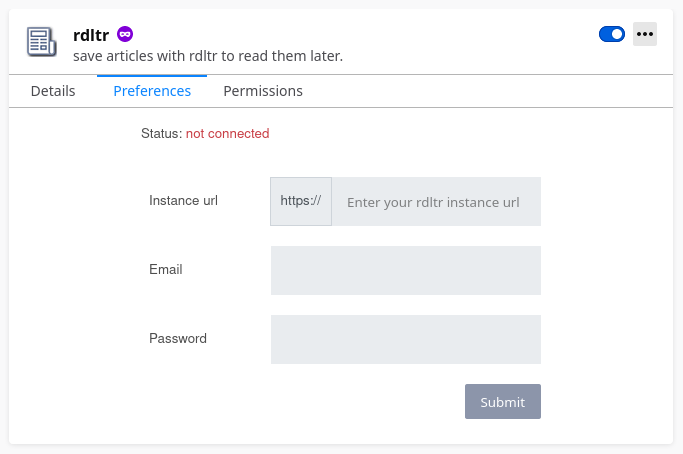 rdltr
save articles with rdltr to read them later.
Details Preferences Permissions
Status: not connected
Instance url https:// Enter your rdltr instance url
Email
Password
Submit